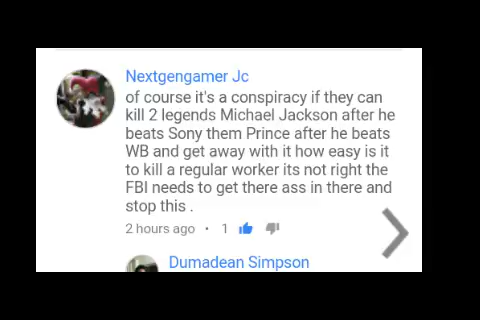 Nextgengamer Jc
of course it's a conspiracy if they can
kill 2 legends Michael Jackson after he
beats Sony them Prince after he beats
WB and get away with it how easy is it
to kill a regular worker its not right the
FBI needs to get there ass in there and
stop this .
2 hours ago • 1
Dumadean Simpson